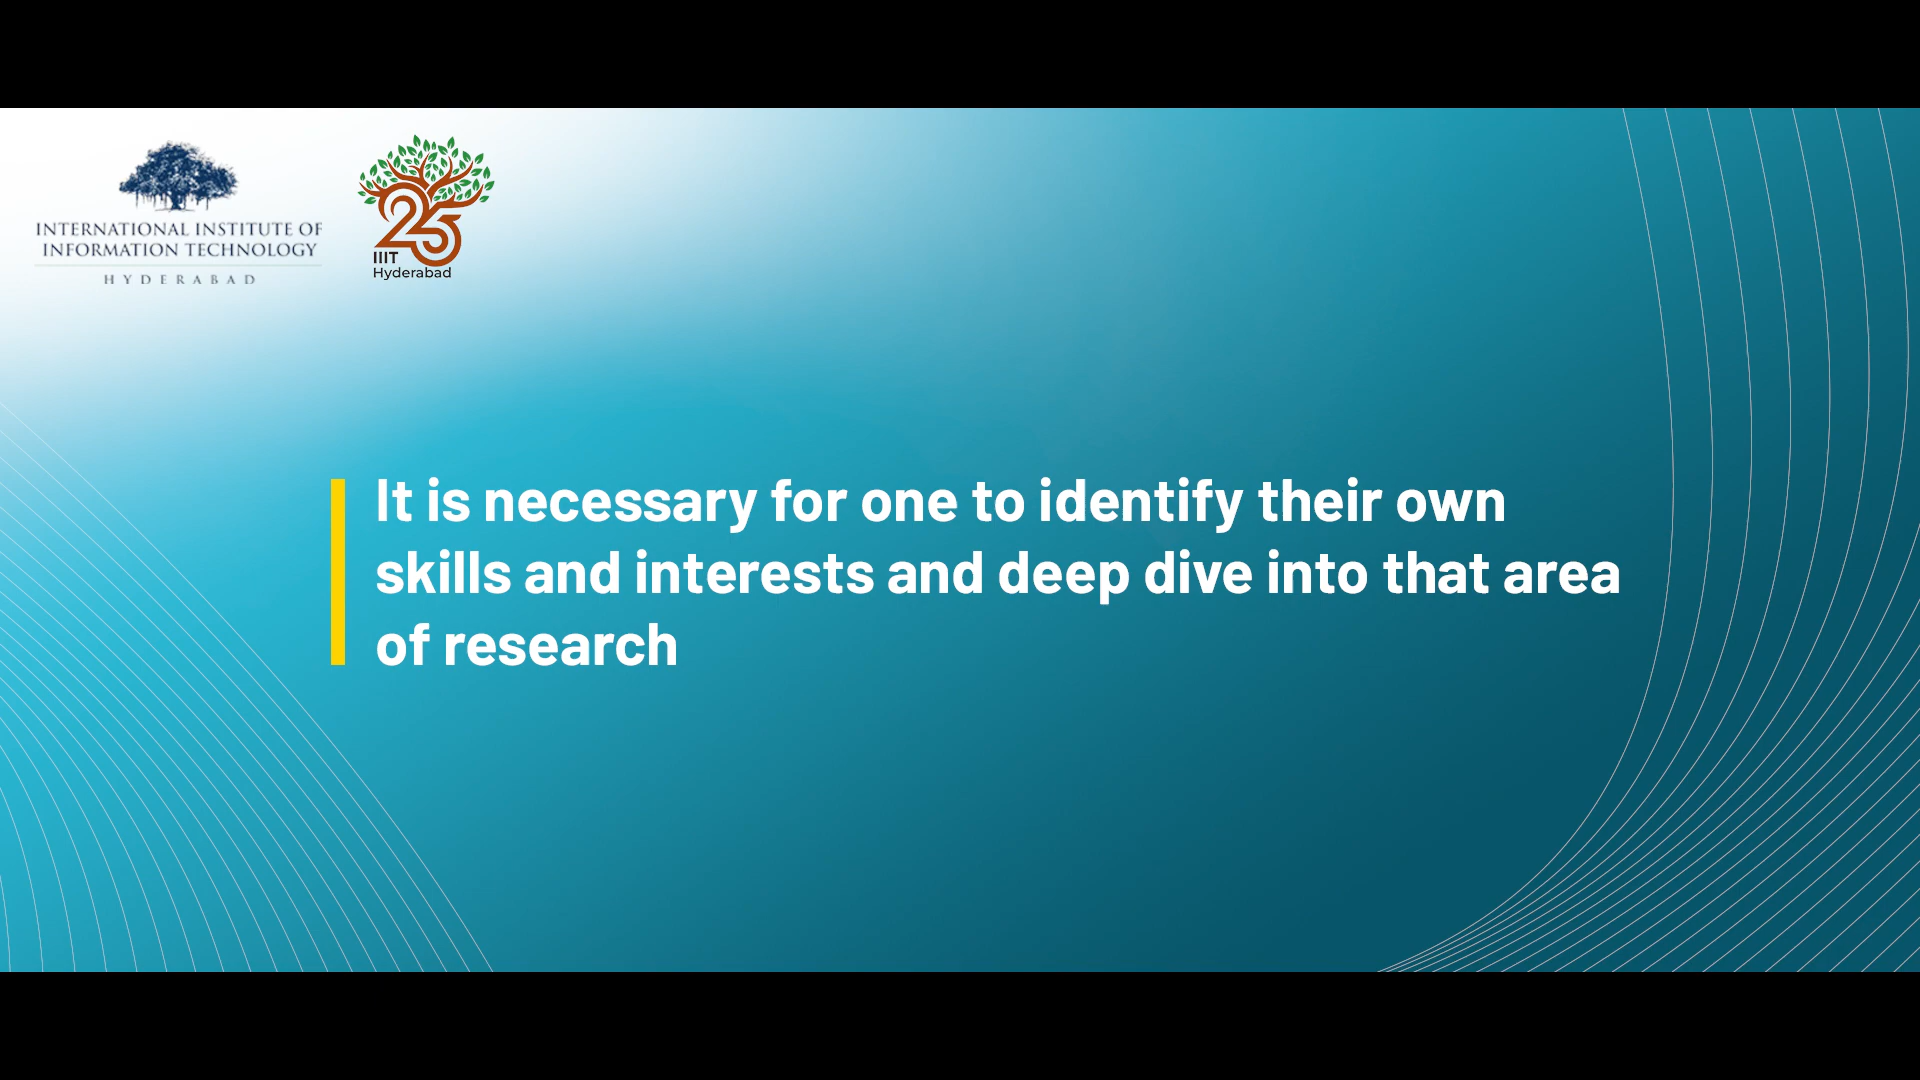 INTERNATIONAL INSTITUTE OF
INFORMATION TECHNOLOGY
HYDERABAD
25
IIIT
Hyderabad
It is necessary for one to identify their own
skills and interests and deep dive into that area
of research